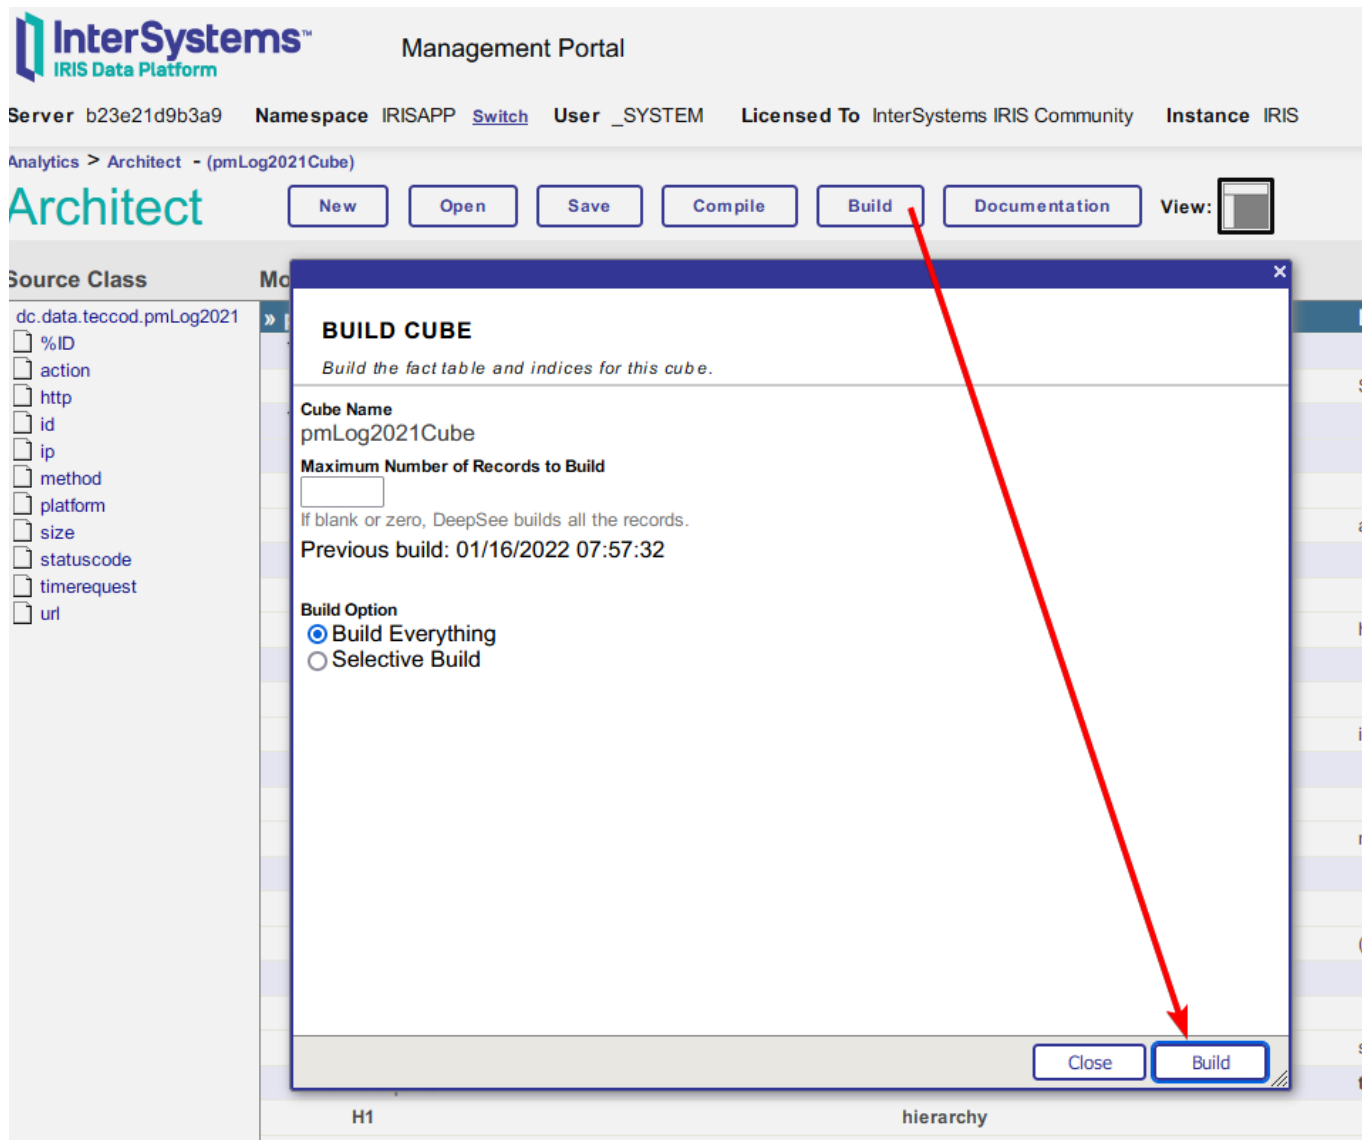 InterSystems™
IRIS Data Platform
Management Portal
Server b23e21d9b3a9 Namespace IRISAPP Switch User _SYSTEM Licensed To InterSystems IRIS Community Instance IRIS
Analytics > Architect - (pmLog2021Cube)
Architect New Open Save Compile Build Documentation View:
Source Class
dc.data.teccod.pmLog2021
%ID
action
http
id
ip
method
platform
size
statuscode
timerequest
url
Mo
»
×
BUILD CUBE
Build the fact table and indices for this cube.
Cube Name
pmLog2021Cube
Maximum Number of Records to Build
If blank or zero, DeepSee builds all the records.
Previous build: 01/16/2022 07:57:32
Build Option
Build Everything
Selective Build
Close Build
H1 hierarchy